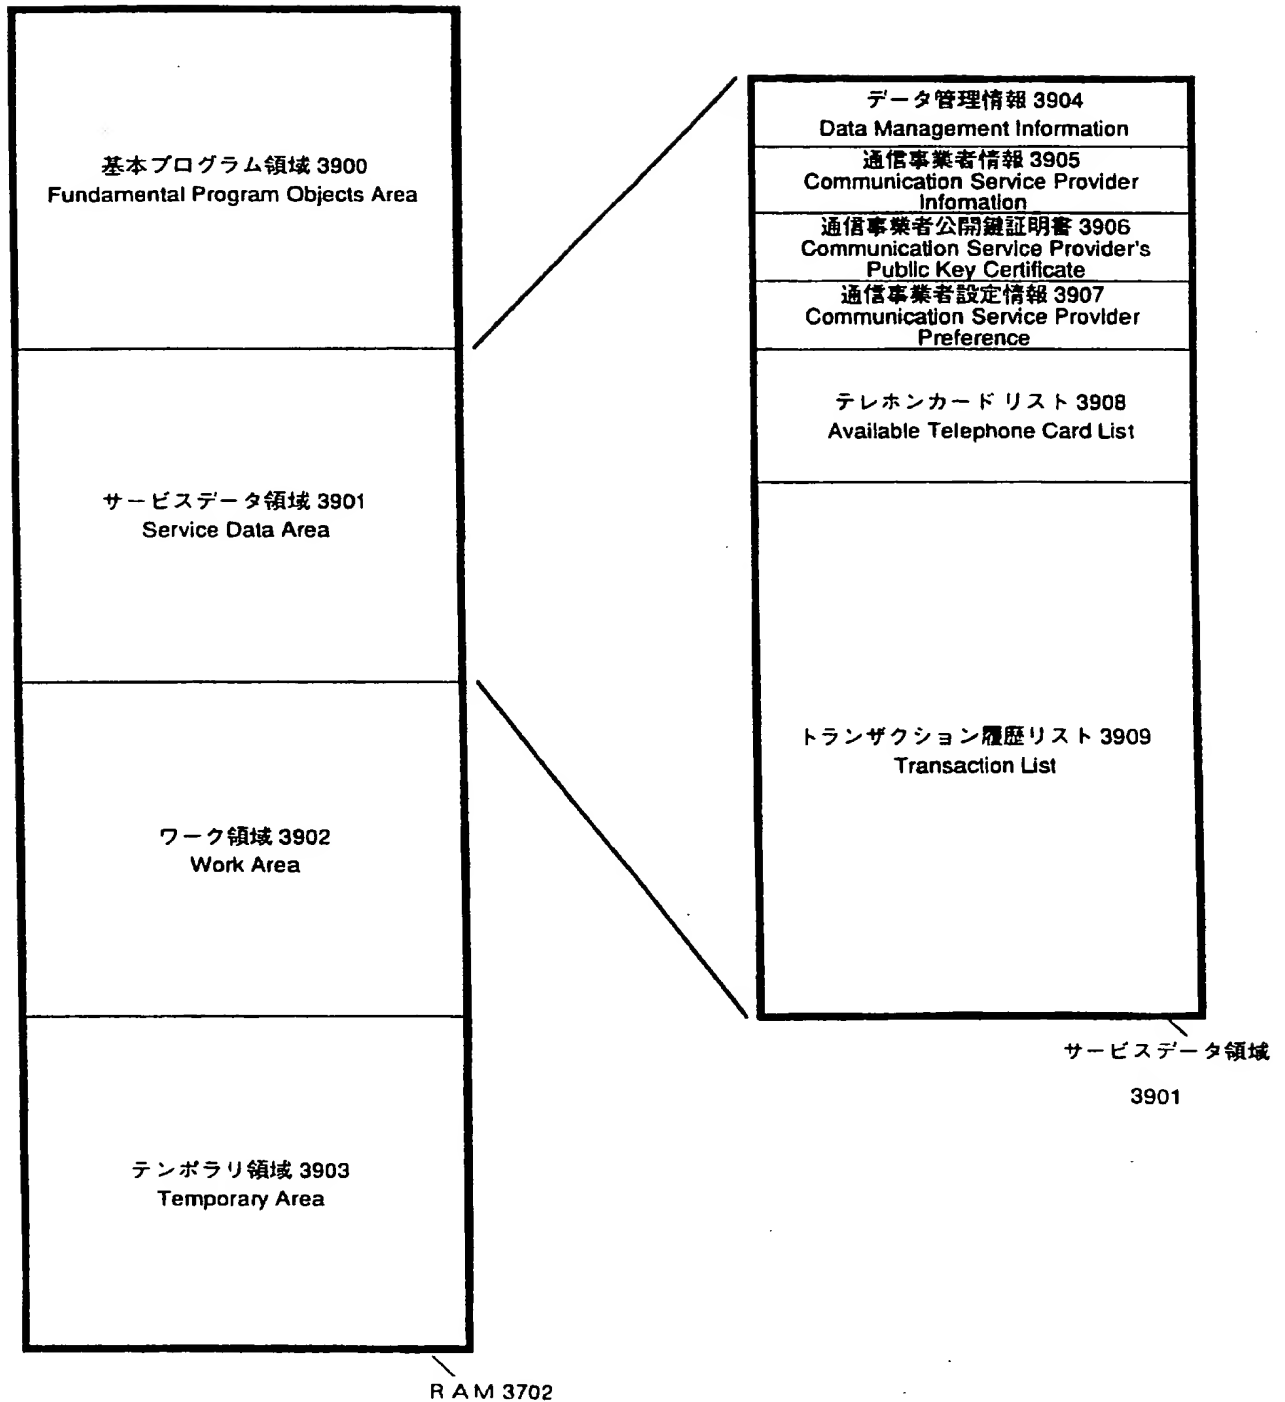 基本プログラム領域 3900
Fundamental Program Objects Area
サービスデータ領域 3901
Service Data Area
ワーク領域 3902
Work Area
テンポラリ領域 3903
Temporary Area
RAM 3702
データ管理情報 3904
Data Management Information
通信事業者情報 3905
Communication Service Provider
Infomation
通信事業者公開鍵証明書 3906
Communication Service Provider's
Public Key Certificate
通信事業者設定情報 3907
Communication Service Provider
Preference
テレホンカード リスト 3908
Available Telephone Card List
トランザクション履歴リスト 3909
Transaction List
サービスデータ領域
3901